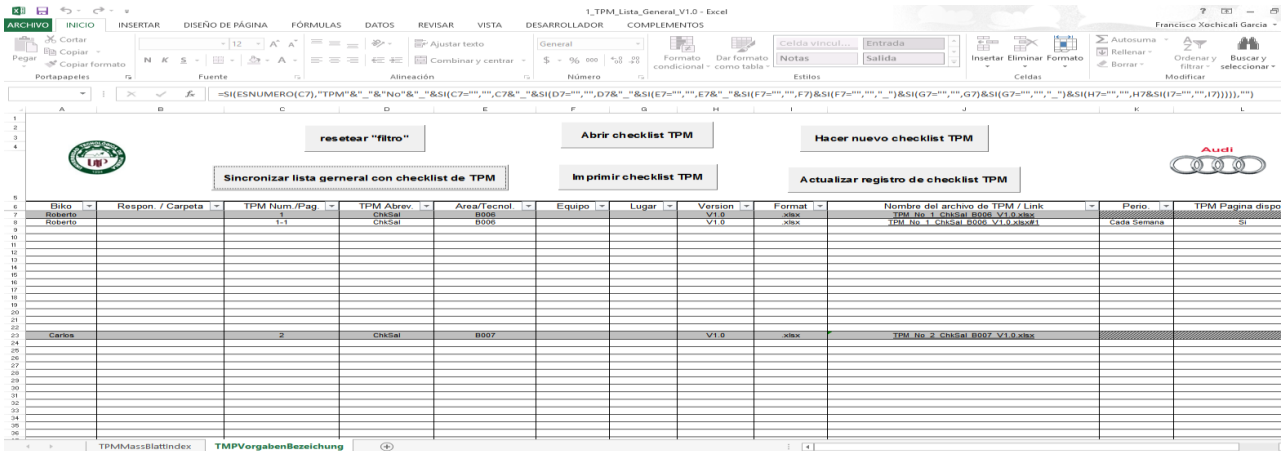 1_TPM_Lista_General_V1.0 - Excel
ARCHIVO INICIO INSERTAR DISEÑO DE PÁGINA FÓRMULAS DATOS REVISAR VISTA DESARROLLADOR COMPLEMENTOS Francisco Xochicali Garcia
Pegar Cortar Copiar Copiar formato
12 Ajustar texto Combinar y centrar
N K S
General
$ % 000
Formato condicional Dar formato como tabla
Celda vincul... Entrada
Notas Salida
Insertar Eliminar Formato
Autosuma Rellenar Borrar
Ordenar y filtrar Buscar y seleccionar
Portapapeles Fuente Alineación Número Estilos Celdas Modificar
fx =SI(ESNUMERO(C7),"TPM"&"_"&"No"&"_"&SI(C7="","",C7&"_"&SI(D7="","",D7&"_"&SI(E7="","",E7&"_"&SI(F7="","",F7)&SI(F7="","","_")&SI(G7="","",G7)&SI(G7="","","_")&SI(H7="","",H7&SI(I7="","",I7))))),"")
A B C D E F G H I J K L
resetear "filtro" Abrir checklist TPM Hacer nuevo checklist TPM
UTP
Audi
Sincronizar lista gerneral con checklist de TPM Imprimir checklist TPM Actualizar registro de checklist TPM
6 Biko Respon. / Carpeta TPM Num./Pag. TPM Abrev. Area/Tecnol. Equipo Lugar Version Format Nombre del archivo de TPM / Link Perio. TPM Pagina dispo
7 Roberto 1 ChkSal B006 V1.0 .xlsx TPM_No_1_ChkSal_B006_V1.0.xlsx
8 Roberto 1-1 ChkSal B006 V1.0 .xlsx TPM_No_1_ChkSal_B006_V1.0.xlsx#1 Cada Semana Si
23 Carlos 2 ChkSal B007 V1.0 .xlsx TPM_No_2_ChkSal_B007_V1.0.xlsx
TPMMassBlattIndex TMPVorgabenBezeichung